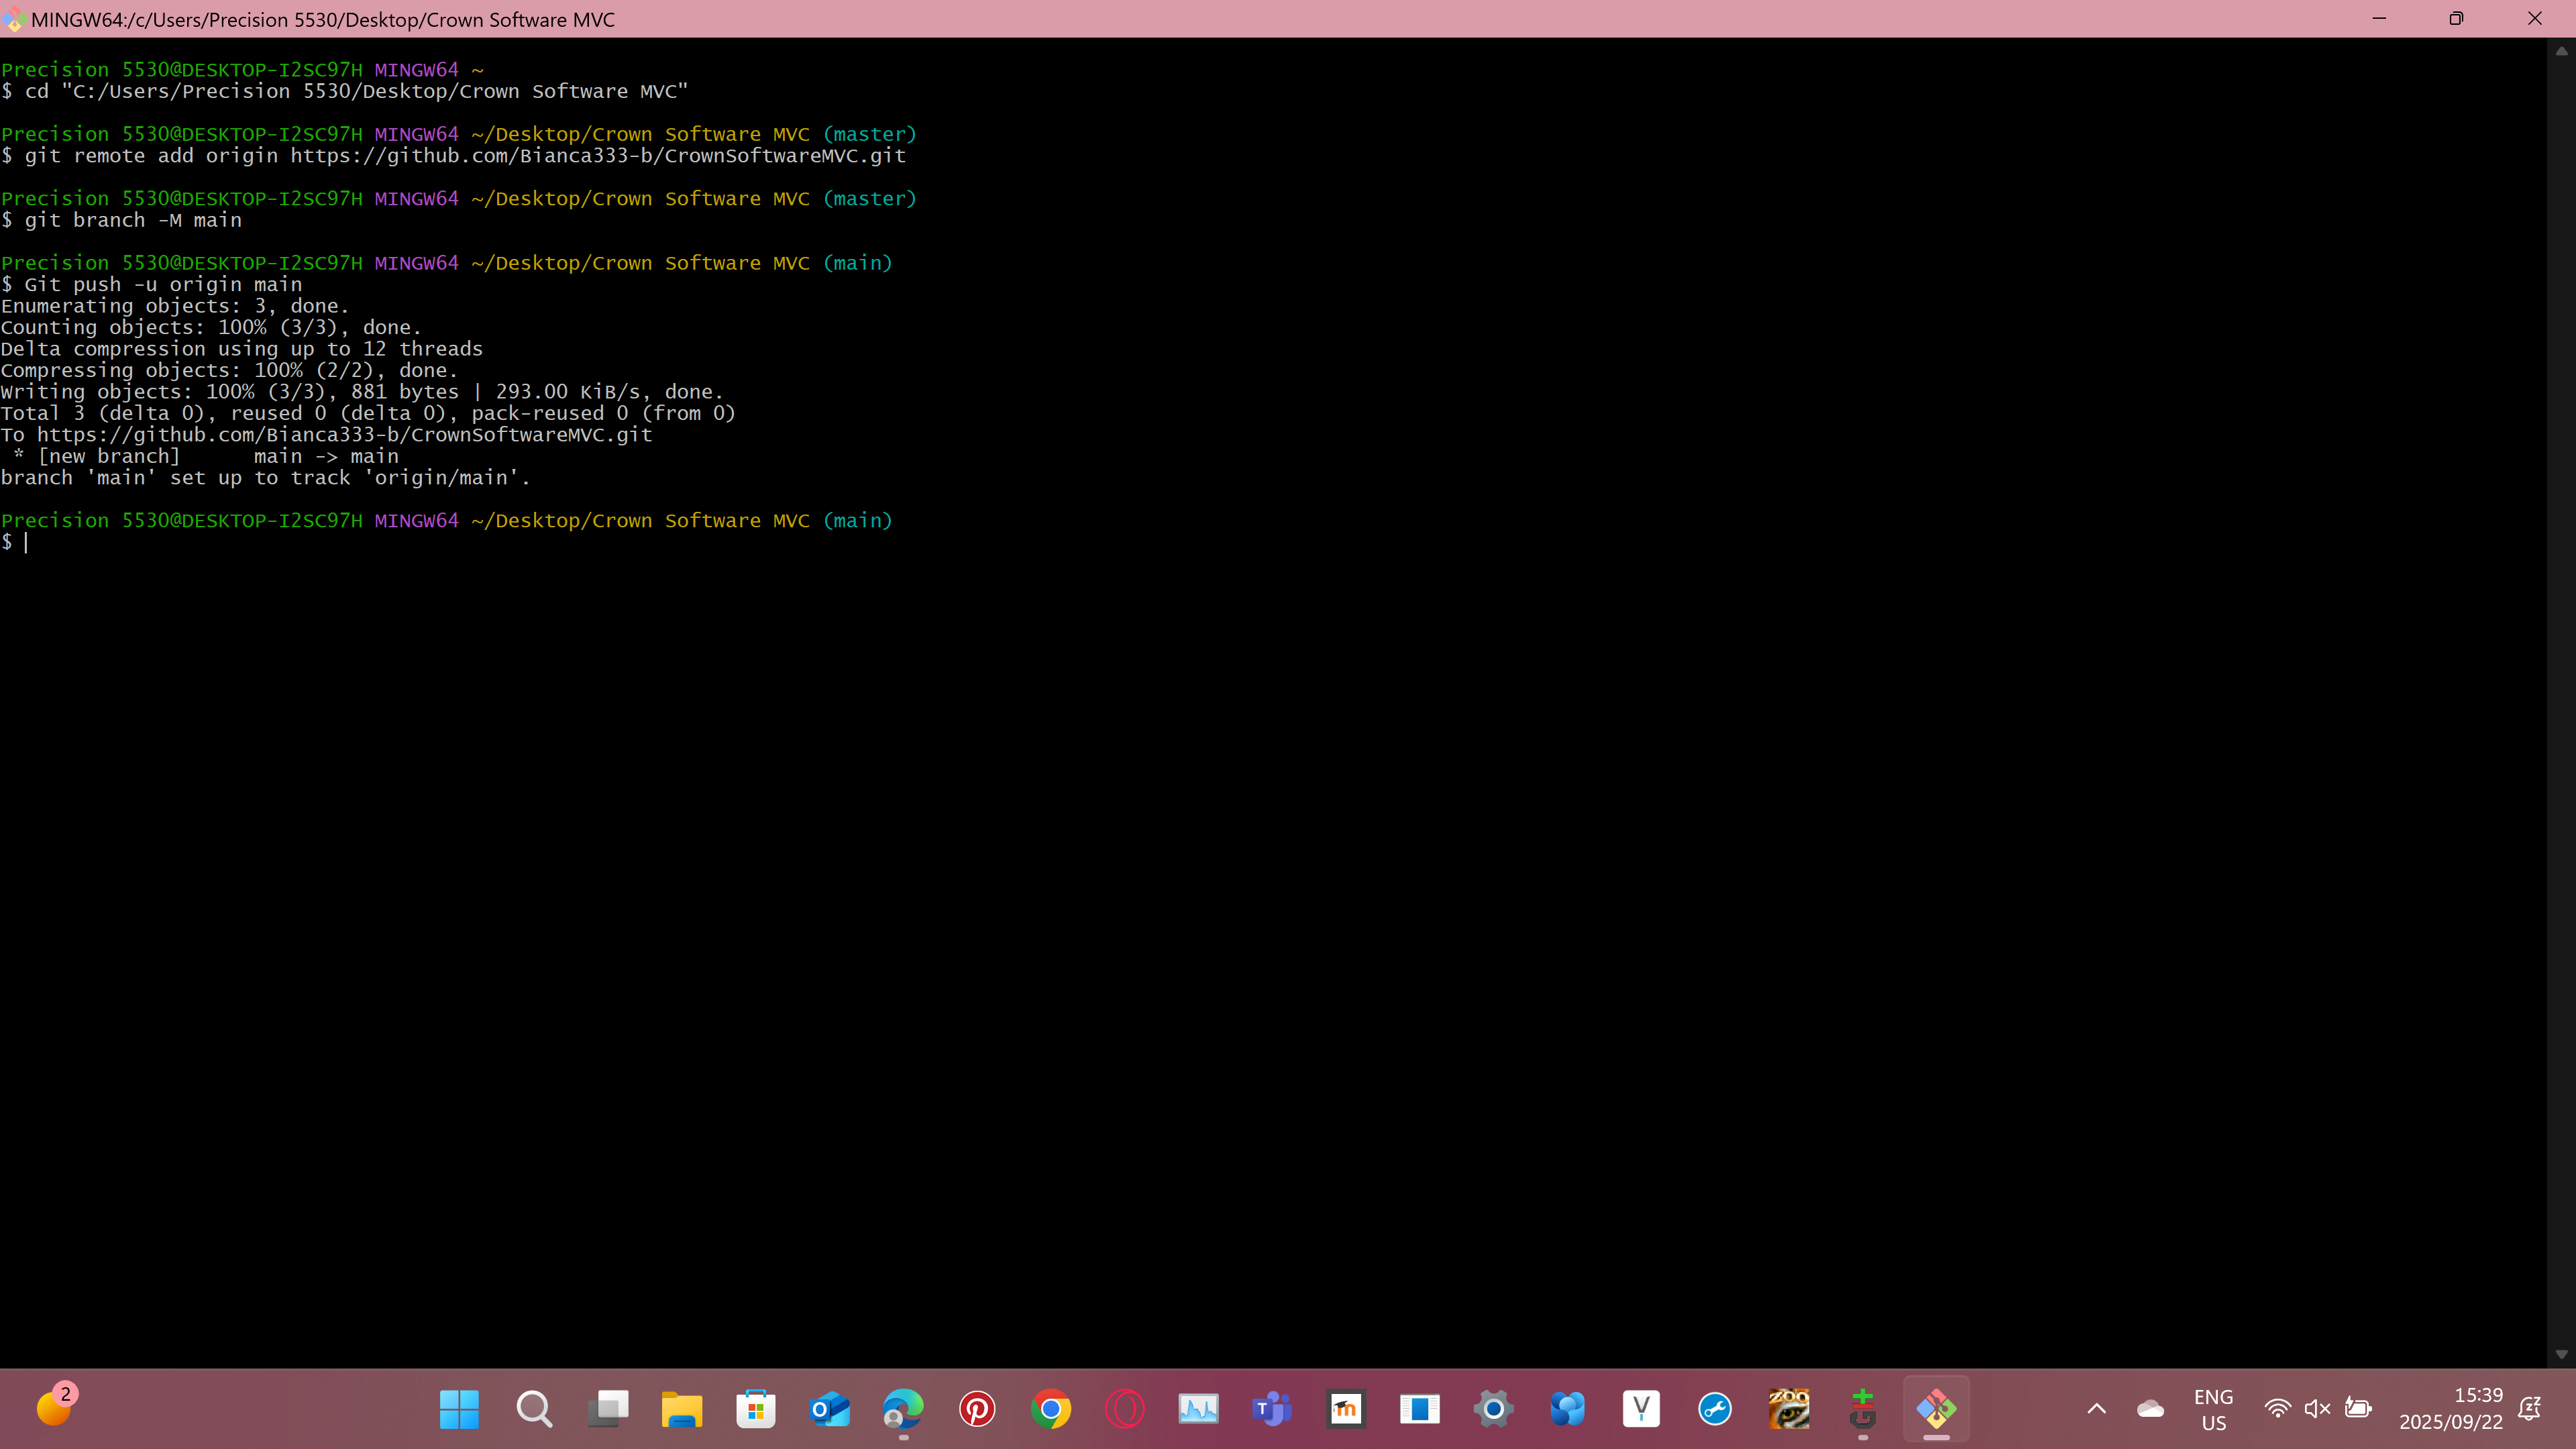 MINGW64:/c/Users/Precision 5530/Desktop/Crown Software MVC
Precision 5530@DESKTOP-I2SC97H MINGW64 ~
$ cd "C:/Users/Precision 5530/Desktop/Crown Software MVC"
Precision 5530@DESKTOP-I2SC97H MINGW64 ~/Desktop/Crown Software MVC (master)
$ git remote add origin https://github.com/Bianca333-b/CrownSoftwareMVC.git
Precision 5530@DESKTOP-I2SC97H MINGW64 ~/Desktop/Crown Software MVC (master)
$ git branch -M main
Precision 5530@DESKTOP-I2SC97H MINGW64 ~/Desktop/Crown Software MVC (main)
$ Git push -u origin main
Enumerating objects: 3, done.
Counting objects: 100% (3/3), done.
Delta compression using up to 12 threads
Compressing objects: 100% (2/2), done.
Writing objects: 100% (3/3), 881 bytes | 293.00 KiB/s, done.
Total 3 (delta 0), reused 0 (delta 0), pack-reused 0 (from 0)
To https://github.com/Bianca333-b/CrownSoftwareMVC.git
 * [new branch]      main -> main
branch 'main' set up to track 'origin/main'.
Precision 5530@DESKTOP-I2SC97H MINGW64 ~/Desktop/Crown Software MVC (main)
$
2
ZOO
ENG
US
15:39
2025/09/22